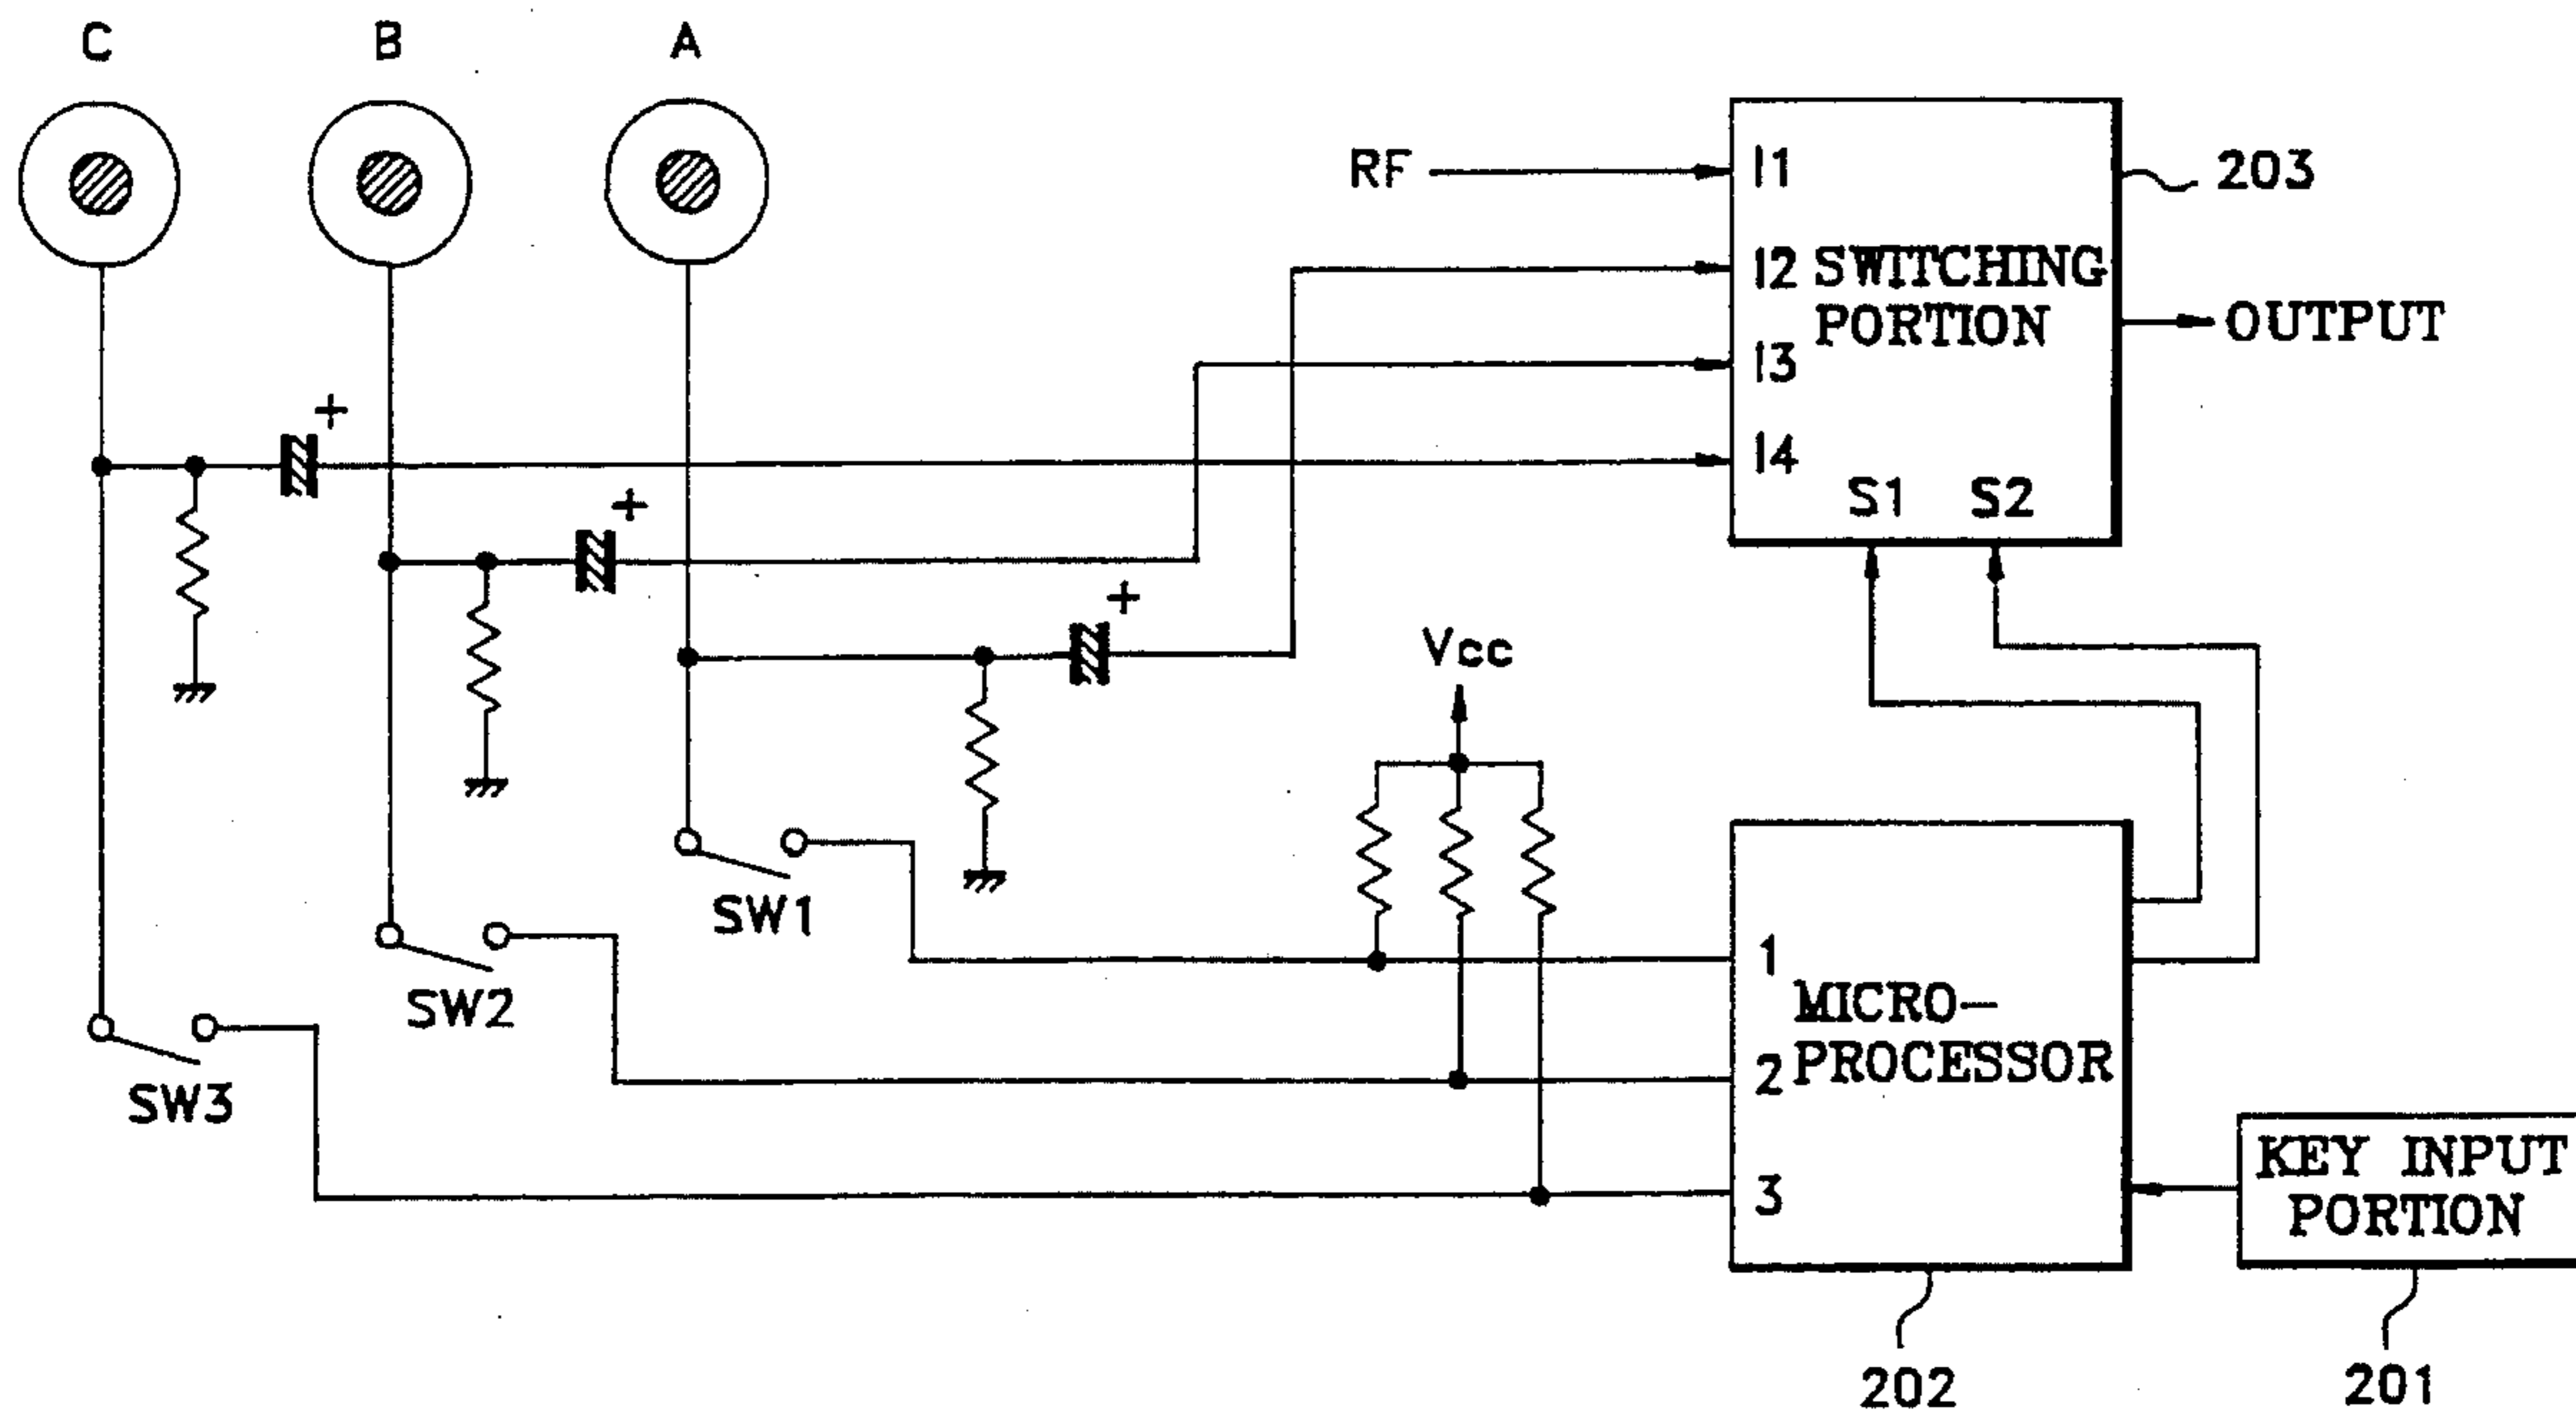 C B A
RF
I1
I2 SWITCHING
PORTION
I3
I4
S1 S2
203
OUTPUT
+
+
+
Vcc
SW1
SW2
SW3
1
MICRO-
PROCESSOR
2
3
KEY INPUT
PORTION
202
201